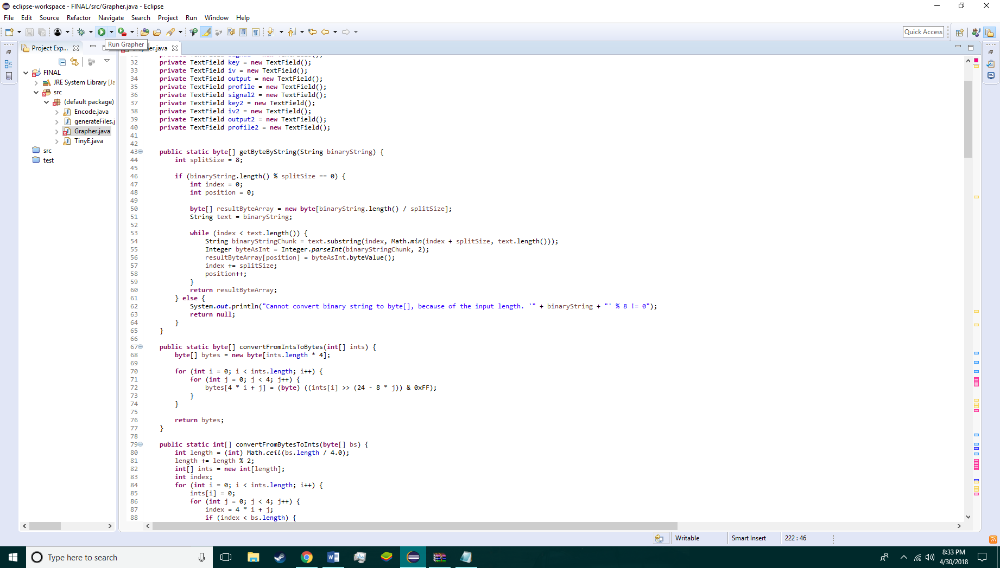 eclipse-workspace - FINAL/src/Grapher.java - Eclipse
File Edit Source Refactor Navigate Search Project Run Window Help
Quick Access
Run Grapher
Project Exp...
FINAL
JRE System Library [Ja
src
(default package)
Encode.java
generateFiles.j
Grapher.java
TinyE.java
src
test
32 private TextField key = new TextField();
33 private TextField iv = new TextField();
34 private TextField output = new TextField();
35 private TextField profile = new TextField();
36 private TextField signal2 = new TextField();
37 private TextField key2 = new TextField();
38 private TextField iv2 = new TextField();
39 private TextField output2 = new TextField();
40 private TextField profile2 = new TextField();
41
42
43 public static byte[] getByteByString(String binaryString) {
44 int splitSize = 8;
45
46 if (binaryString.length() % splitSize == 0) {
47 int index = 0;
48 int position = 0;
49
50 byte[] resultByteArray = new byte[binaryString.length() / splitSize];
51 String text = binaryString;
52
53 while (index < text.length()) {
54 String binaryStringChunk = text.substring(index, Math.min(index + splitSize, text.length()));
55 Integer byteAsInt = Integer.parseInt(binaryStringChunk, 2);
56 resultByteArray[position] = byteAsInt.byteValue();
57 index += splitSize;
58 position++;
59 }
60 return resultByteArray;
61 } else {
62 System.out.println("Cannot convert binary string to byte[], because of the input length. '" + binaryString + "' % 8 != 0");
63 return null;
64 }
65 }
66
67 public static byte[] convertFromIntsToBytes(int[] ints) {
68 byte[] bytes = new byte[ints.length * 4];
69
70 for (int i = 0; i < ints.length; i++) {
71 for (int j = 0; j < 4; j++) {
72 bytes[4 * i + j] = (byte) ((ints[i] >> (24 - 8 * j)) & 0xFF);
73 }
74 }
75
76 return bytes;
77 }
78
79 public static int[] convertFromBytesToInts(byte[] bs) {
80 int length = (int) Math.ceil(bs.length / 4.0);
81 length += length % 2;
82 int[] ints = new int[length];
83 int index;
84 for (int i = 0; i < ints.length; i++) {
85 ints[i] = 0;
86 for (int j = 0; j < 4; j++) {
87 index = 4 * i + j;
88 if (index < bs.length) {
Writable Smart Insert 222 : 46
Type here to search
8:33 PM
4/30/2018